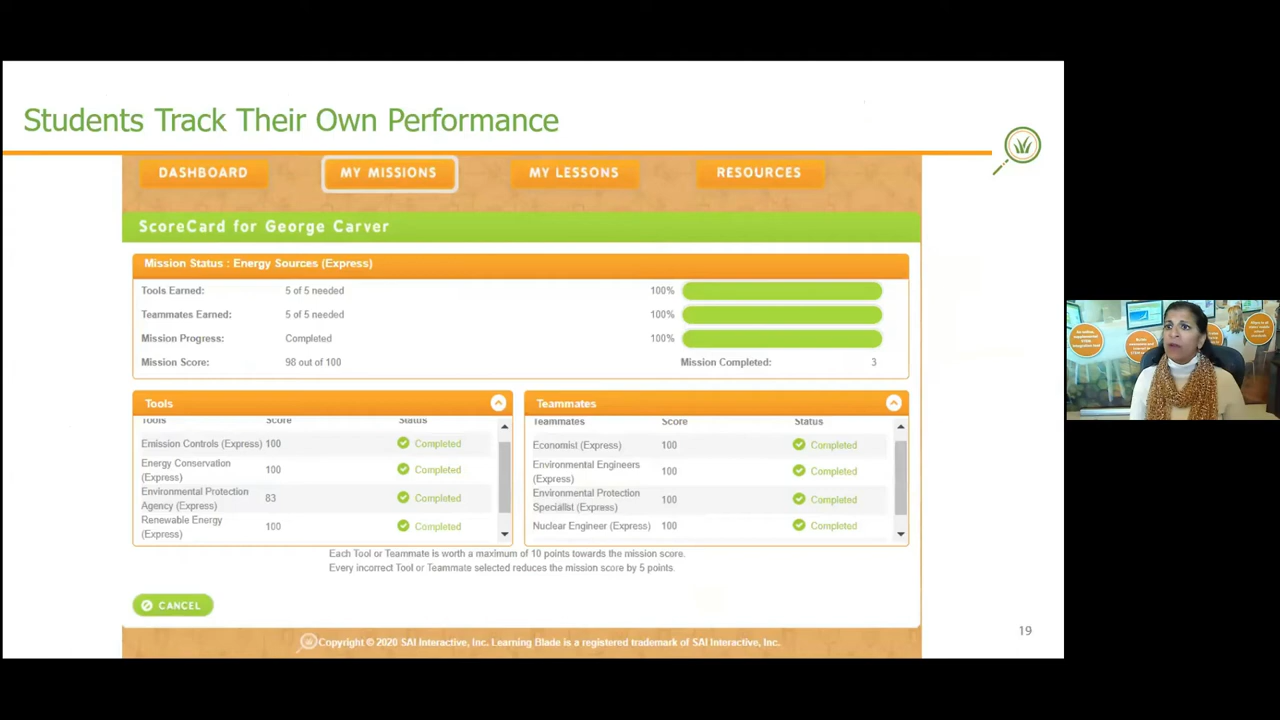 Students Track Their Own Performance
DASHBOARD
MY MISSIONS
MY LESSONS
RESOURCES
ScoreCard for George Carver
Mission Status : Energy Sources (Express)
Tools Earned: 5 of 5 needed 100%
Teammates Earned: 5 of 5 needed 100%
Mission Progress: Completed 100%
Mission Score: 98 out of 100 Mission Completed: 3
Tools
Tools Score Status
Emission Controls (Express) 100 Completed
Energy Conservation
(Express) 100 Completed
Environmental Protection
Agency (Express) 83 Completed
Renewable Energy
(Express) 100 Completed
Teammates
Teammates Score Status
Economist (Express) 100 Completed
Environmental Engineers
(Express) 100 Completed
Environmental Protection
Specialist (Express) 100 Completed
Nuclear Engineer (Express) 100 Completed
Each Tool or Teammate is worth a maximum of 10 points towards the mission score.
Every incorrect Tool or Teammate selected reduces the mission score by 5 points.
CANCEL
19
Copyright © 2020 SAI Interactive, Inc. Learning Blade is a registered trademark of SAI Interactive, Inc.